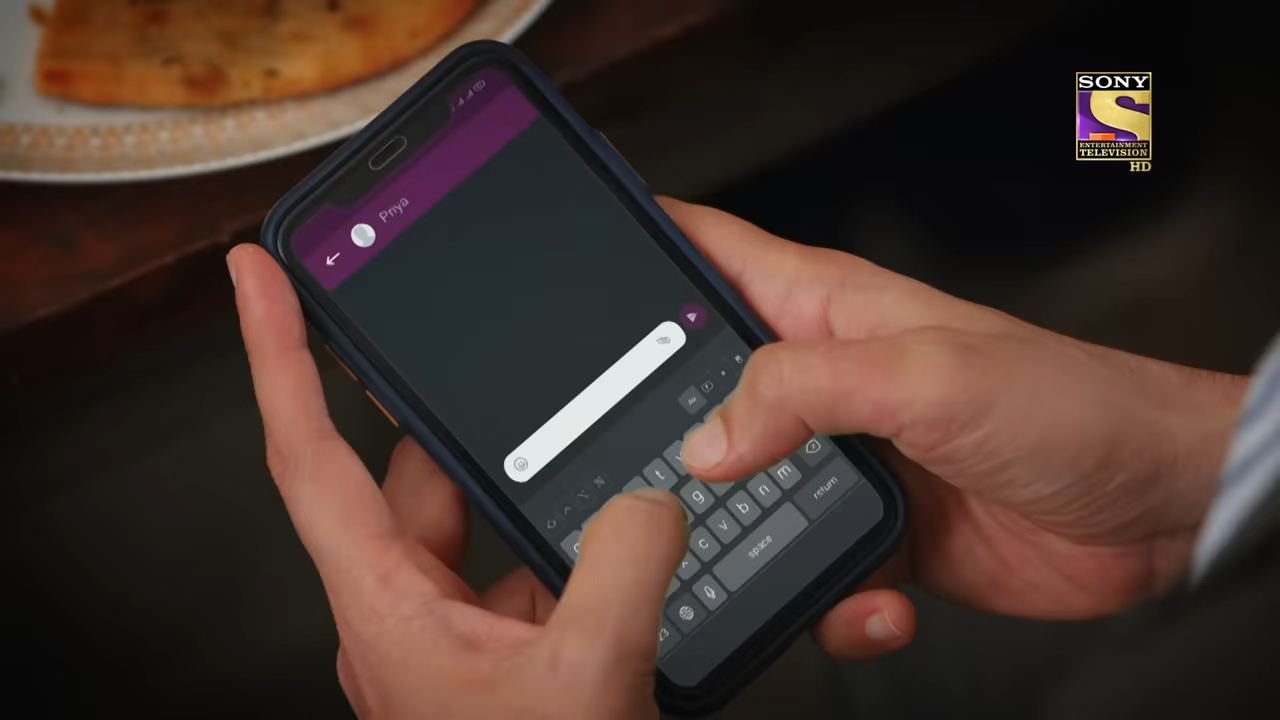 SONY
S
ENTERTAINMENT
TELEVISION
HD
Priya
t
g
c v b n m
space
return